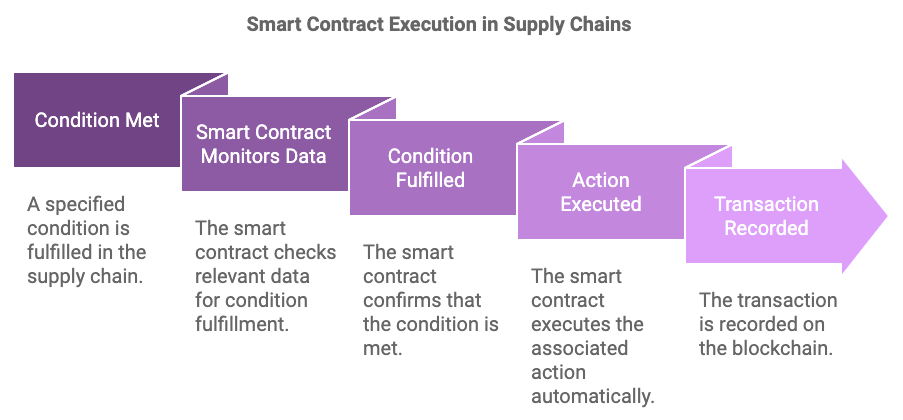 Smart Contract Execution in Supply Chains
Condition Met
Smart Contract
Monitors Data
Condition
Fulfilled
Action
Executed
Transaction
Recorded
A specified
condition is
fulfilled in the
supply chain.
The smart
contract checks
relevant data
for condition
fulfillment.
The smart
contract
confirms that
the condition is
met.
The smart
contract
executes the
associated
action
automatically.
The transaction
is recorded on
the blockchain.